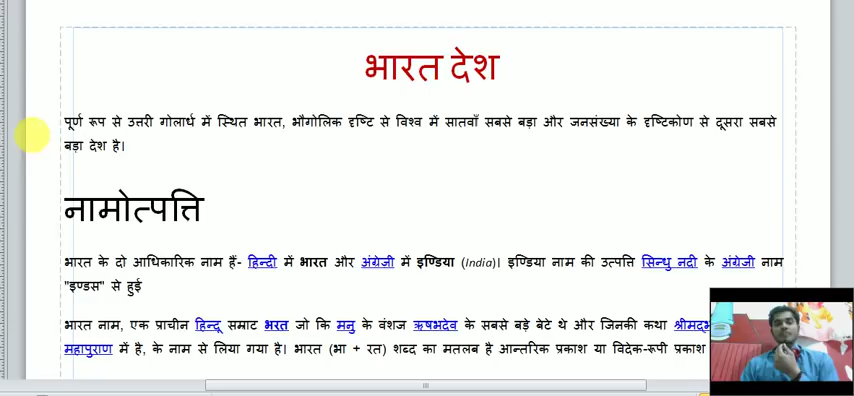 भारत देश
पूर्ण रूप से उत्तरी गोलार्ध में स्थित भारत, भौगोलिक दृष्टि से विश्व में सातवाँ सबसे बड़ा और जनसंख्या के दृष्टिकोण से दूसरा सबसे
बड़ा देश है।
नामोत्पत्ति
भारत के दो आधिकारिक नाम हैं- हिन्दी में भारत और अंग्रेजी में इण्डिया (India)। इण्डिया नाम की उत्पत्ति सिन्धु नदी के अंग्रेजी नाम
"इण्डस" से हुई
भारत नाम, एक प्राचीन हिन्दू सम्राट भरत जो कि मनु के वंशज ऋषभदेव के सबसे बड़े बेटे थे और जिनकी कथा
महापुराण में है, के नाम से लिया गया है। भारत (भा + रत) शब्द का मतलब है आन्तरिक प्रकाश या विदेक-रूपी प्रकाश